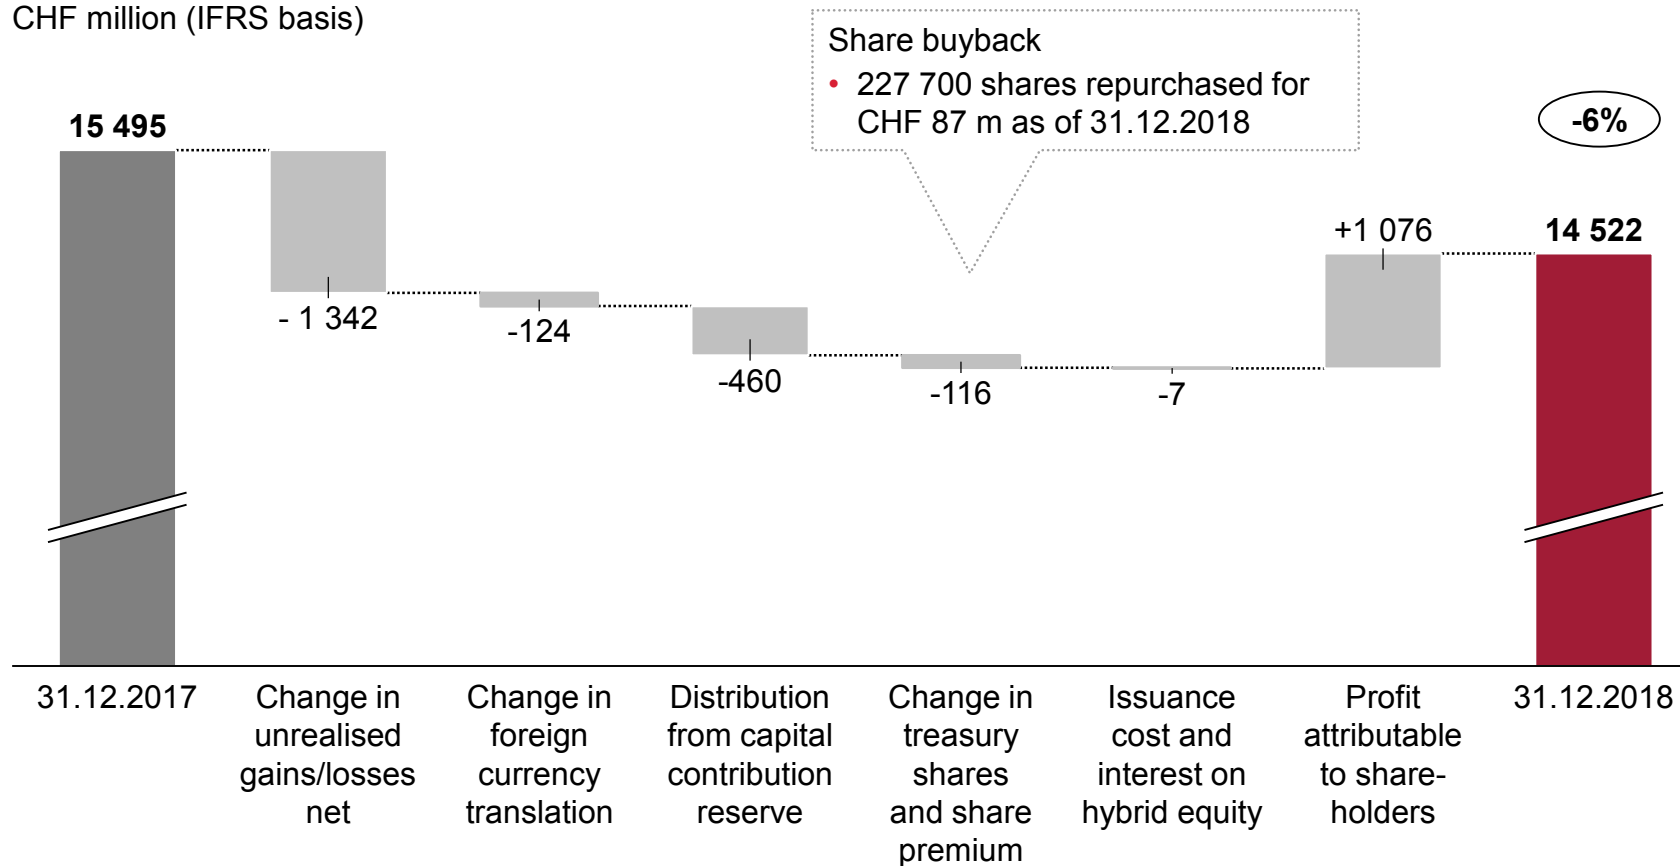 CHF million (IFRS basis)
Share buyback
• 227 700 shares repurchased for
CHF 87 m as of 31.12.2018
-6%
15 495
- 1 342
-124
-460
-116
-7
+1 076
14 522
31.12.2017
Change in
unrealised
gains/losses
net
Change in
foreign
currency
translation
Distribution
from capital
contribution
reserve
Change in
treasury
shares
and share
premium
Issuance
cost and
interest on
hybrid equity
Profit
attributable
to share-
holders
31.12.2018